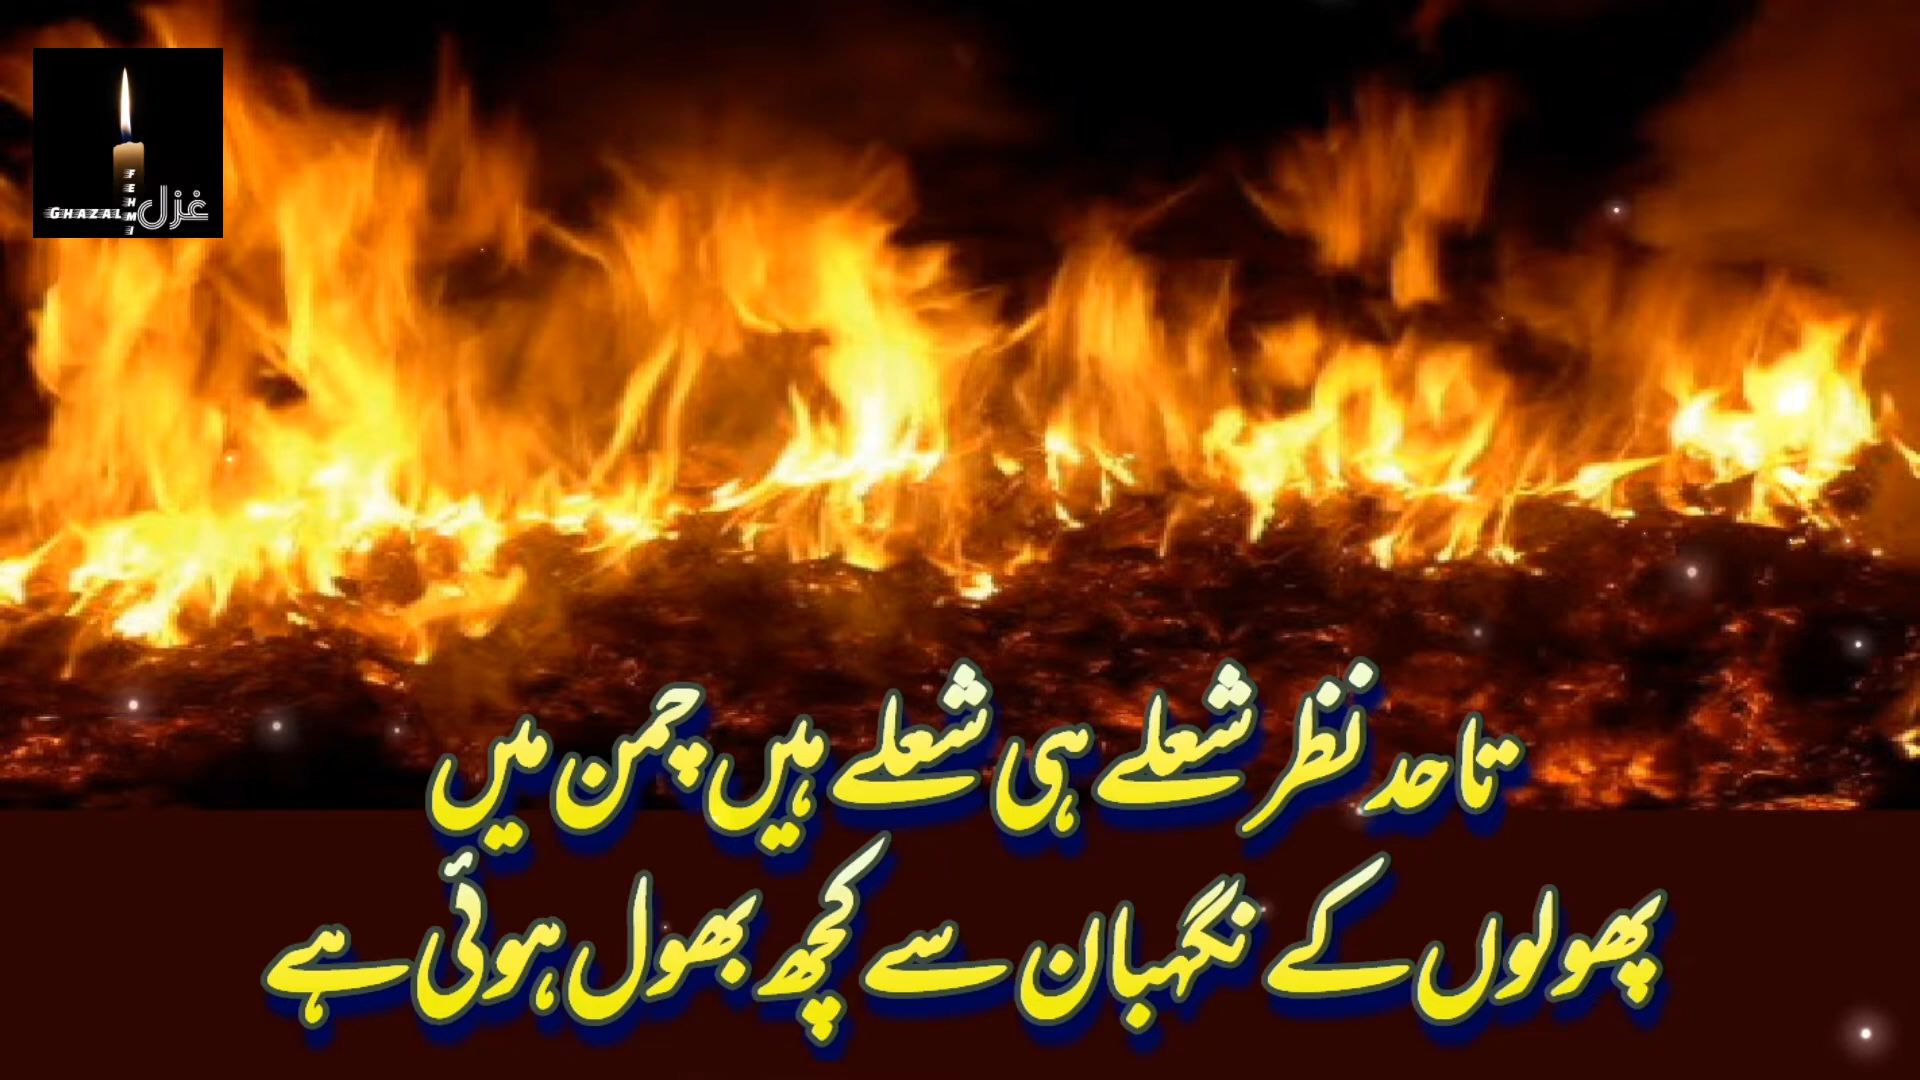 GHAZAL
FEHMI
غزل
تا حد نظر شعلے ہی شعلے ہیں چمن میں
پھولوں کے نگہبان سے کچھ بھول ہوئی ہے